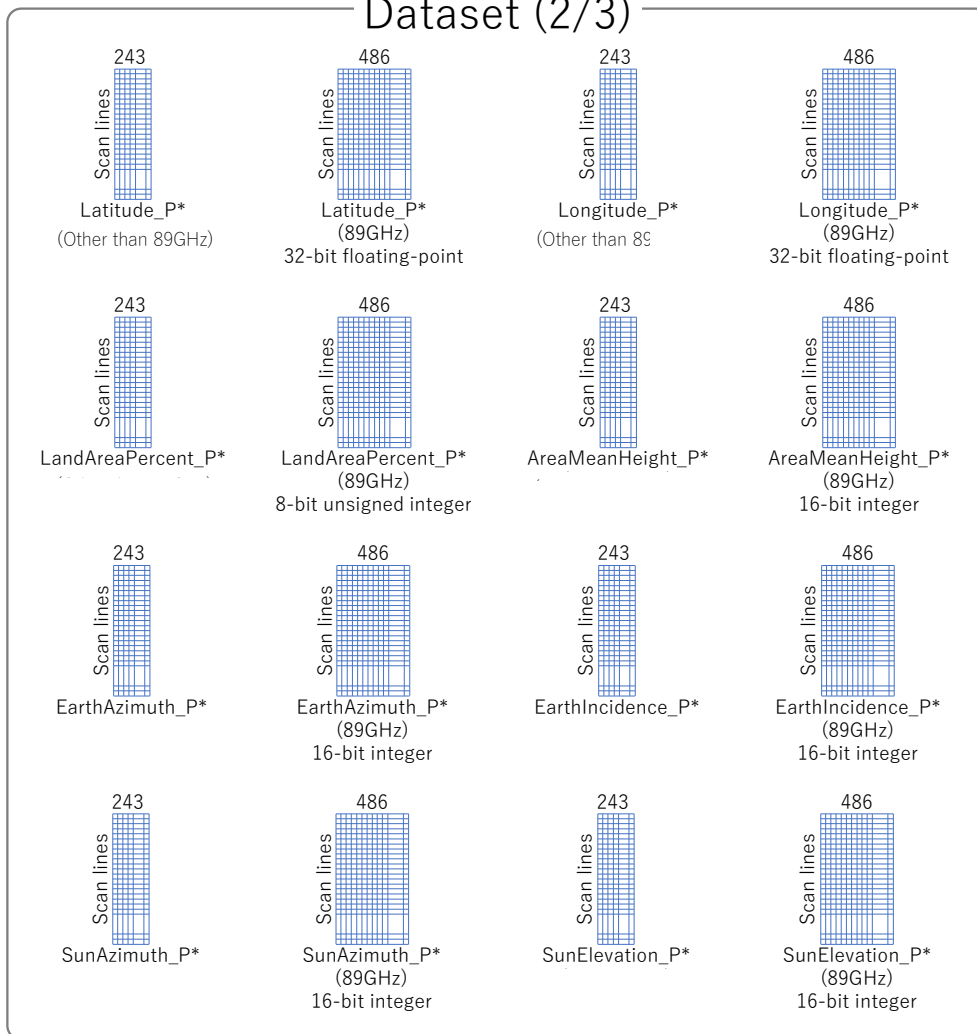 Dataset (2/3)
243
486
243
486
Scan lines
Scan lines
Scan lines
Scan lines
Latitude_P*
Latitude_P*
Longitude_P*
Longitude_P*
(Other than 89GHz)
(89GHz)
(Other than 89
(89GHz)
32-bit floating-point
32-bit floating-point
243
486
243
486
Scan lines
Scan lines
Scan lines
Scan lines
LandAreaPercent_P*
LandAreaPercent_P*
AreaMeanHeight_P*
AreaMeanHeight_P*
(89GHz)
(89GHz)
8-bit unsigned integer
16-bit integer
243
486
243
486
Scan lines
Scan lines
Scan lines
Scan lines
EarthAzimuth_P*
EarthAzimuth_P*
EarthIncidence_P*
EarthIncidence_P*
(89GHz)
(89GHz)
16-bit integer
16-bit integer
243
486
243
486
Scan lines
Scan lines
Scan lines
Scan lines
SunAzimuth_P*
SunAzimuth_P*
SunElevation_P*
SunElevation_P*
(89GHz)
(89GHz)
16-bit integer
16-bit integer